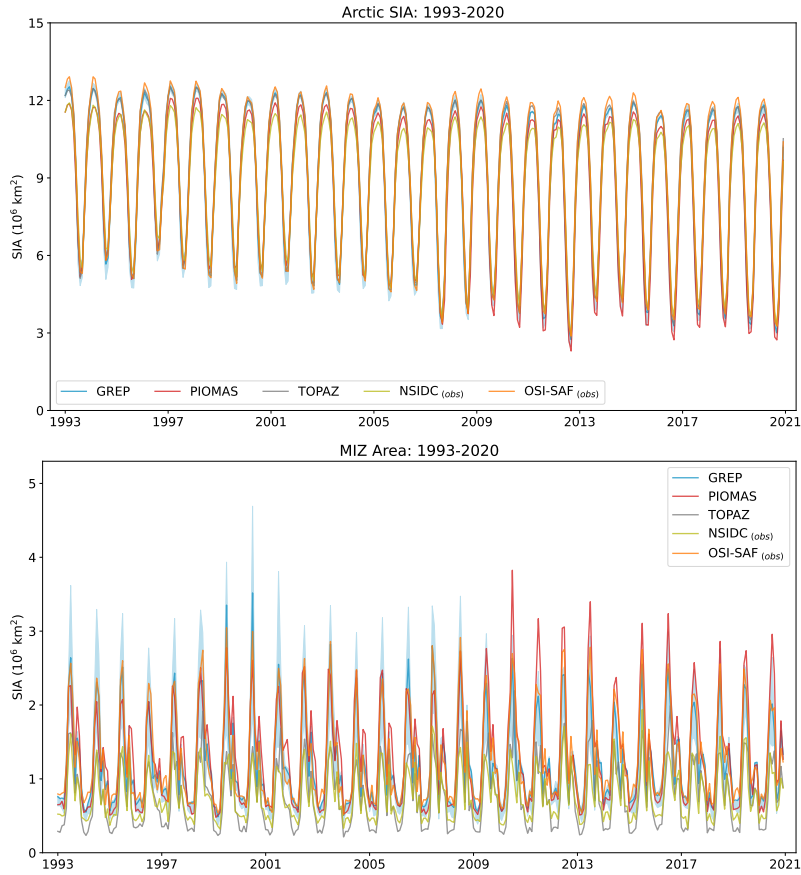 Arctic SIA: 1993-2020
15
12
9
6
3
0
SIA (10⁶ km²)
GREP PIOMAS TOPAZ NSIDC (obs) OSI-SAF (obs)
1993 1997 2001 2005 2009 2013 2017 2021
MIZ Area: 1993-2020
5
4
3
2
1
0
SIA (10⁶ km²)
GREP
PIOMAS
TOPAZ
NSIDC (obs)
OSI-SAF (obs)
1993 1997 2001 2005 2009 2013 2017 2021